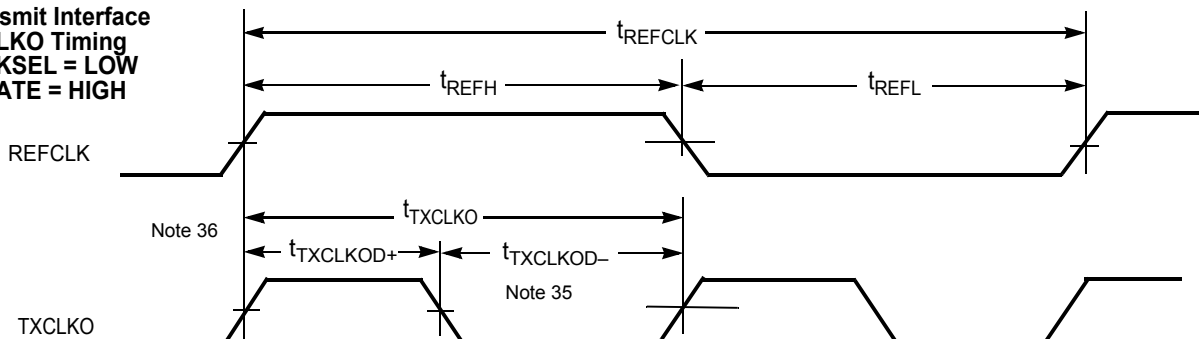 smit Interface
LKO Timing
KSEL = LOW
ATE = HIGH
tREFCLK
tREFH
tREFL
REFCLK
Note 36
tTXCLKO
tTXCLKOD+
tTXCLKOD–
Note 35
TXCLKO